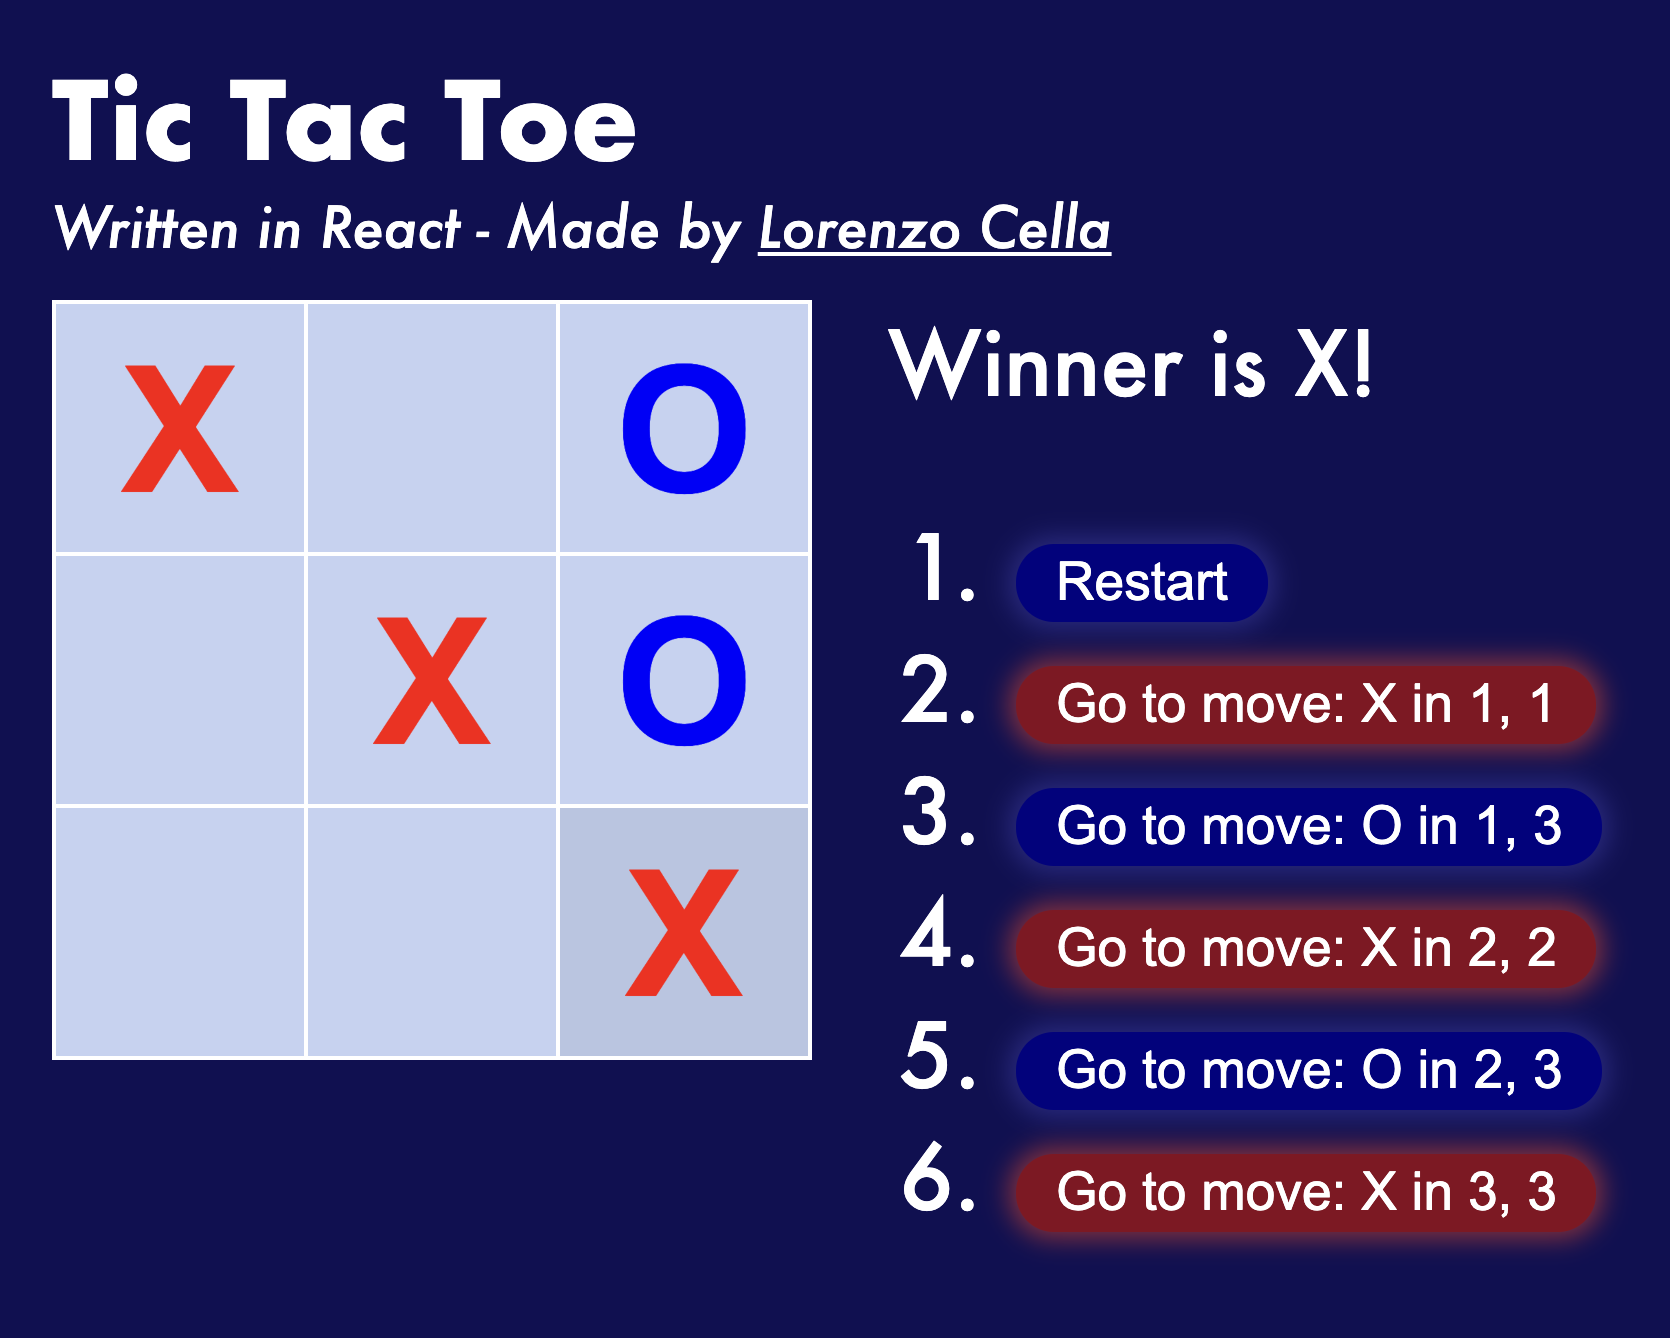 Tic Tac Toe
Written in React - Made by Lorenzo Cella
X O
X O
X
Winner is X!
1. Restart
2. Go to move: X in 1, 1
3. Go to move: O in 1, 3
4. Go to move: X in 2, 2
5. Go to move: O in 2, 3
6. Go to move: X in 3, 3